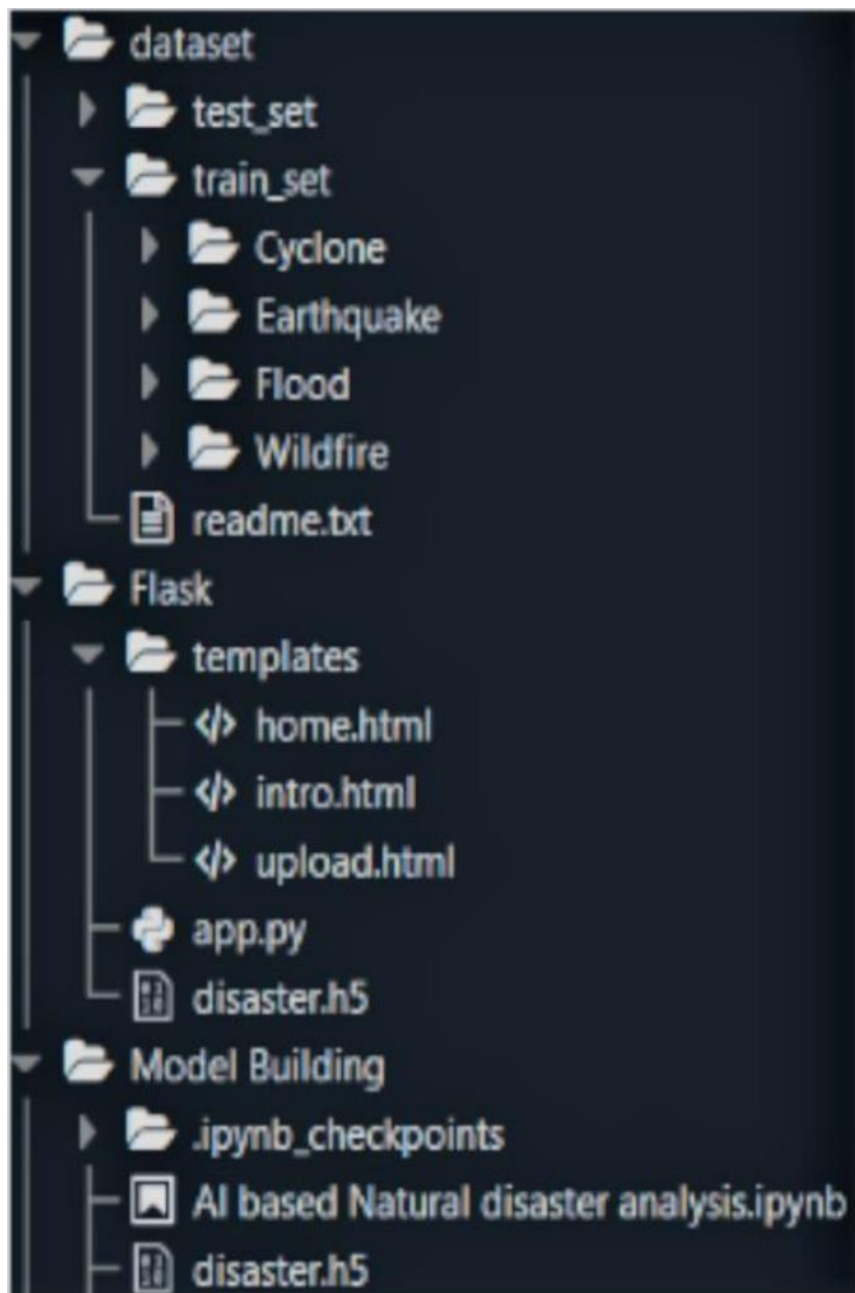 dataset
test_set
train_set
Cyclone
Earthquake
Flood
Wildfire
readme.txt
Flask
templates
home.html
intro.html
upload.html
app.py
disaster.h5
Model Building
.ipynb_checkpoints
AI based Natural disaster analysis.ipynb
disaster.h5